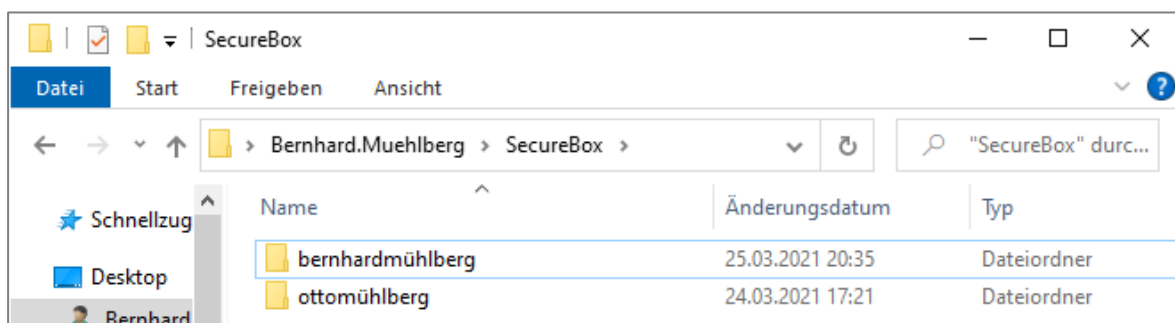 SecureBox
Datei Start Freigeben Ansicht ?
Bernhard.Muehlberg > SecureBox > "SecureBox" durc...
Schnellzug
Desktop
Bernhard
Name Änderungsdatum Typ
bernhardmühlberg 25.03.2021 20:35 Dateiordner
ottomühlberg 24.03.2021 17:21 Dateiordner